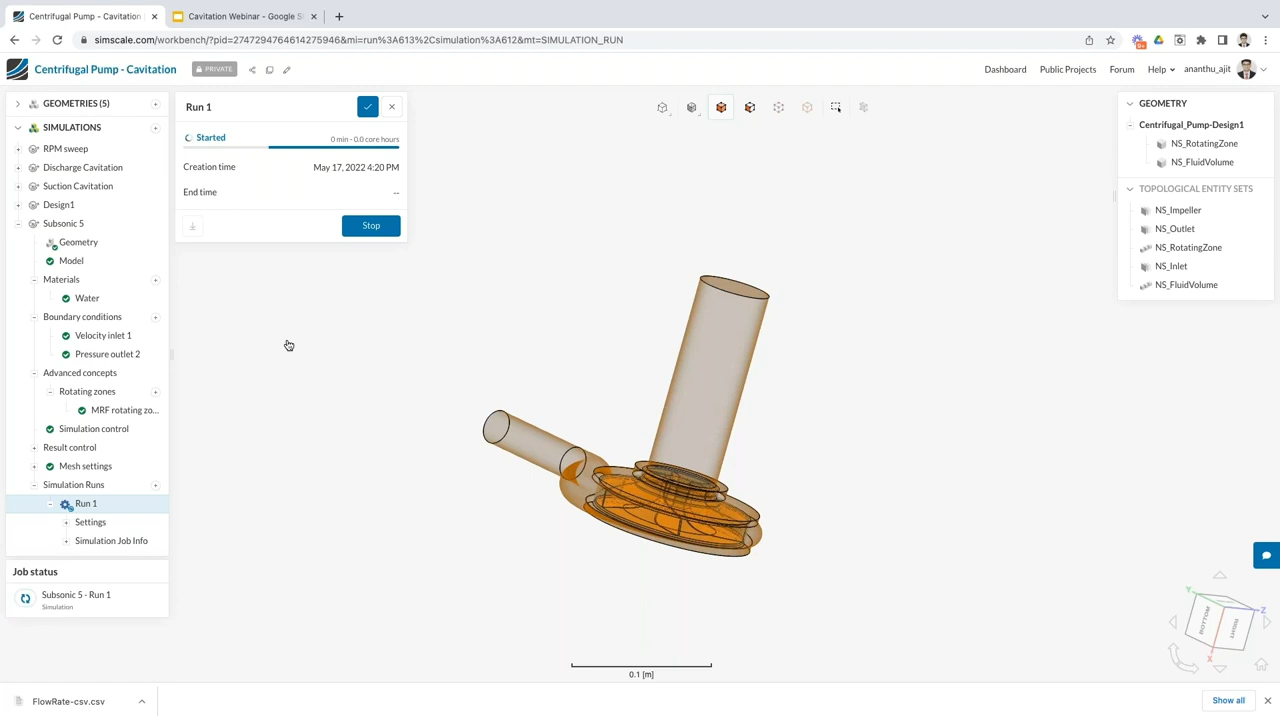 Centrifugal Pump - Cavitation
Cavitation Webinar - Google S
simscale.com/workbench/?pid=2747294764614275946&mi=run%3A613%2Csimulation%3A612&mt=SIMULATION_RUN
Centrifugal Pump - Cavitation
PRIVATE
Dashboard
Public Projects
Forum
Help
ananthu_ajit
GEOMETRIES (5)
SIMULATIONS
RPM sweep
Discharge Cavitation
Suction Cavitation
Design1
Subsonic 5
Geometry
Model
Materials
Water
Boundary conditions
Velocity inlet 1
Pressure outlet 2
Advanced concepts
Rotating zones
MRF rotating zo...
Simulation control
Result control
Mesh settings
Simulation Runs
Run 1
Settings
Simulation Job Info
Job status
Subsonic 5 - Run 1
Simulation
Run 1
Started
0 min - 0.0 core hours
Creation time
May 17, 2022 4:20 PM
End time
--
Stop
GEOMETRY
Centrifugal_Pump-Design1
NS_RotatingZone
NS_FluidVolume
TOPOLOGICAL ENTITY SETS
NS_Impeller
NS_Outlet
NS_RotatingZone
NS_Inlet
NS_FluidVolume
Y
Z
X
BOTTOM
0.1 [m]
FlowRate-csv.csv
Show all